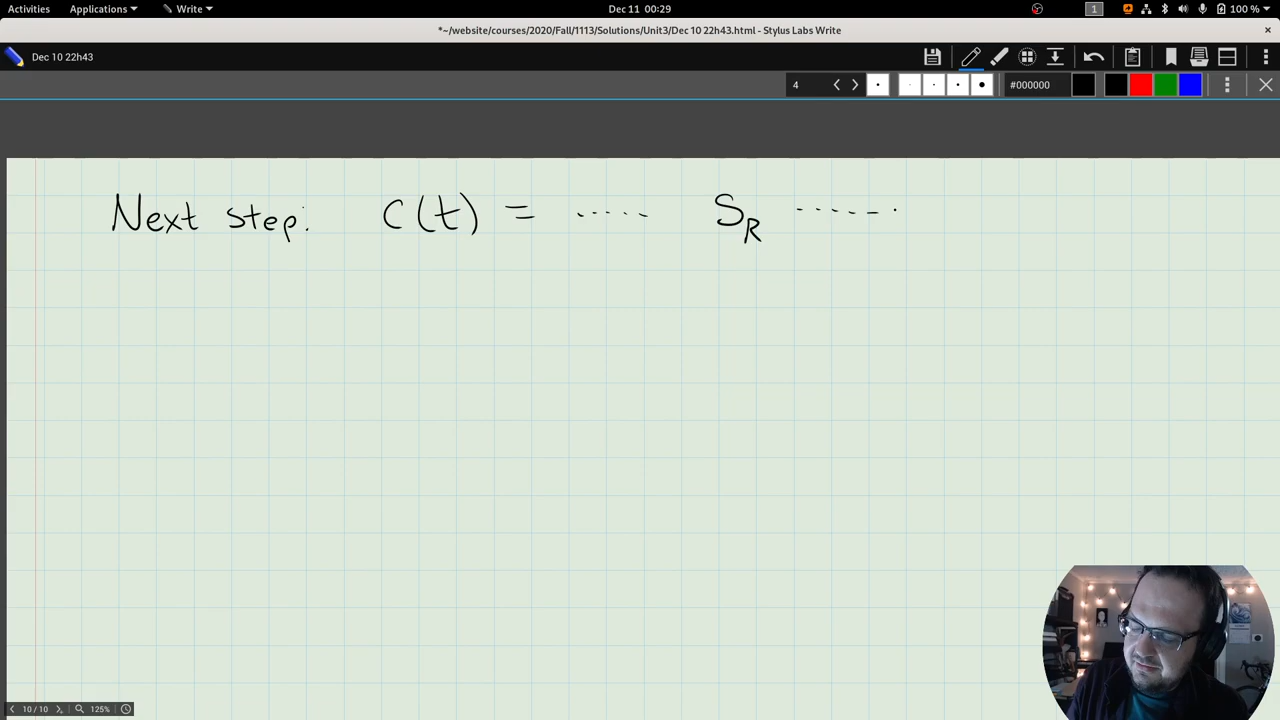 Activities Applications Write Dec 11 00:29 1 100 %
*~/website/courses/2020/Fall/1113/Solutions/Unit3/Dec 10 22h43.html - Stylus Labs Write ×
Dec 10 22h43
4 #000000
Next step: C(t) = ..... S_R ------.
10/10 125%